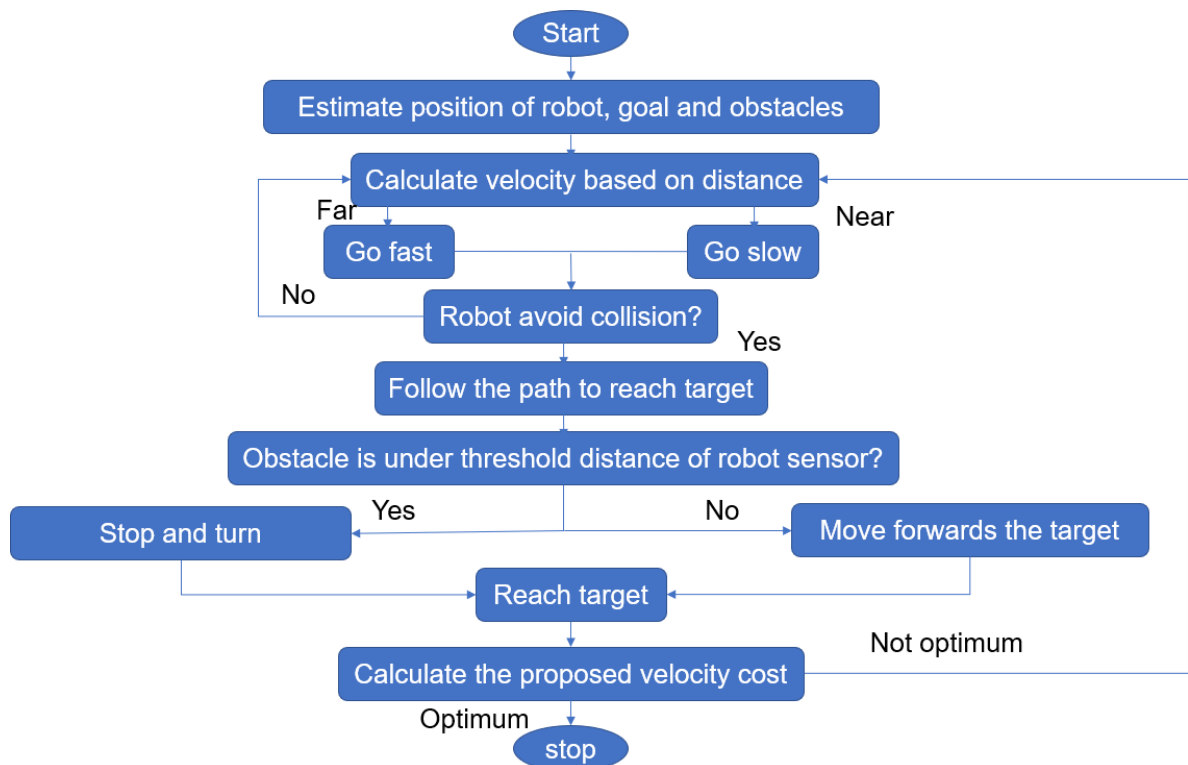 Start
Estimate position of robot, goal and obstacles
Calculate velocity based on distance
Far
Near
Go fast
Go slow
No
Robot avoid collision?
Yes
Follow the path to reach target
Obstacle is under threshold distance of robot sensor?
Yes
No
Stop and turn
Move forwards the target
Reach target
Not optimum
Calculate the proposed velocity cost
Optimum
stop